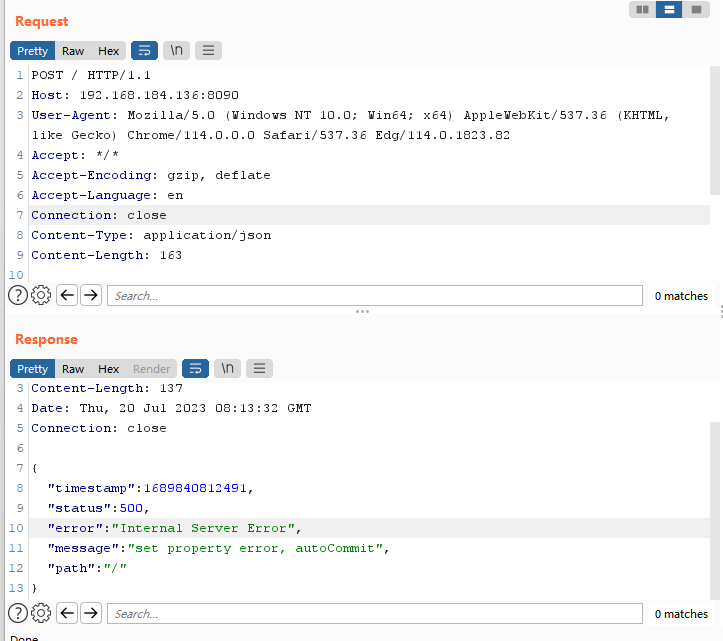 Request
Pretty Raw Hex \n
1 POST / HTTP/1.1
2 Host: 192.168.184.136:8090
3 User-Agent: Mozilla/5.0 (Windows NT 10.0; Win64; x64) AppleWebKit/537.36 (KHTML,
like Gecko) Chrome/114.0.0.0 Safari/537.36 Edg/114.0.1823.82
4 Accept: */*
5 Accept-Encoding: gzip, deflate
6 Accept-Language: en
7 Connection: close
8 Content-Type: application/json
9 Content-Length: 163
10
? Search... 0 matches
Response
Pretty Raw Hex Render \n
3 Content-Length: 137
4 Date: Thu, 20 Jul 2023 08:13:32 GMT
5 Connection: close
6
7 {
8 "timestamp":1689840812491,
9 "status":500,
10 "error":"Internal Server Error",
11 "message":"set property error, autoCommit",
12 "path":"/"
13 }
? Search... 0 matches
Done